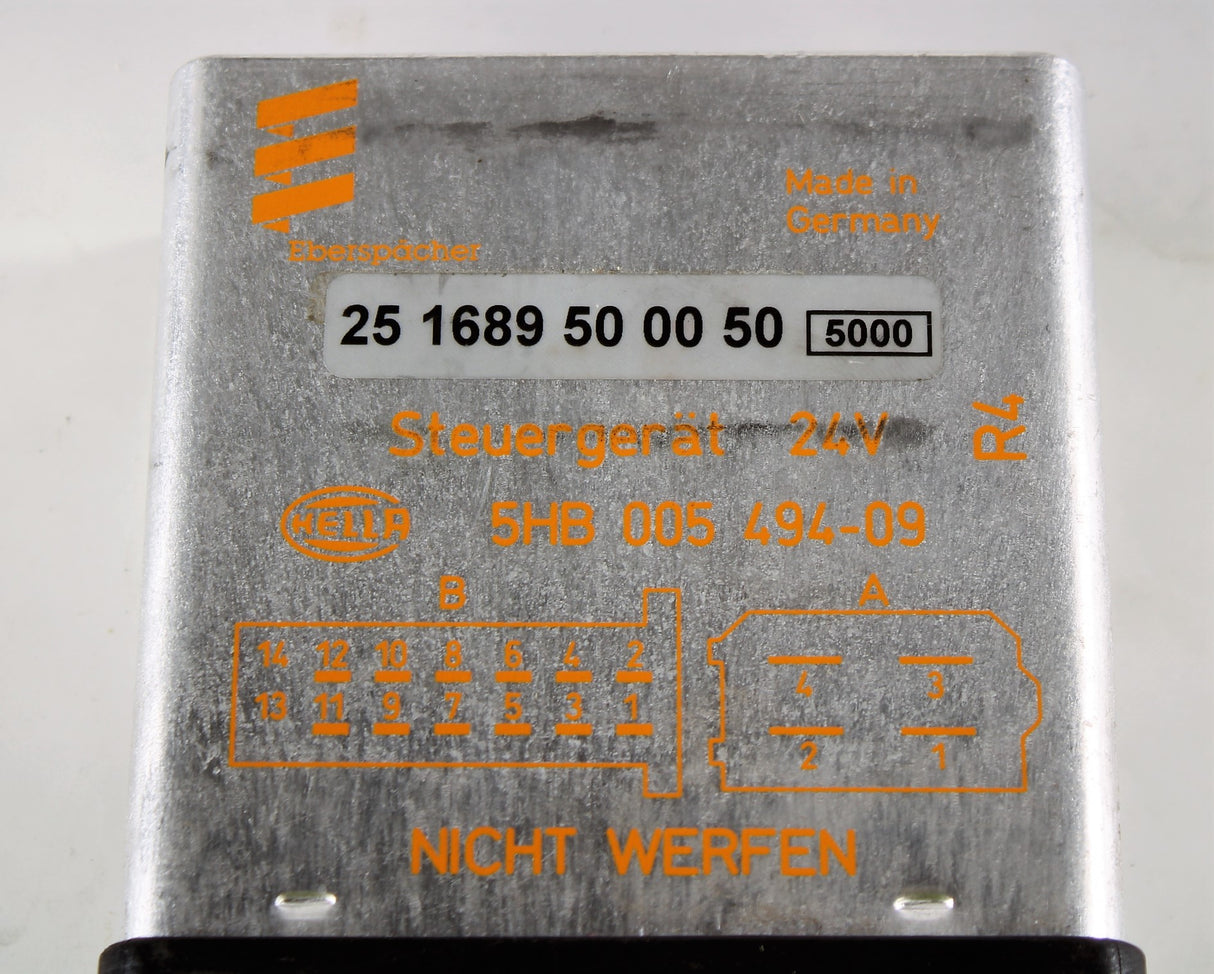 Made in
Germany
Eberspächer
25 1689 50 00 50 5000
Steuergerät 24V
R4
HELLA 5HB 005 494-09
B A
14 12 10 8 6 4 2
13 11 9 7 5 3 1
4 3
2 1
NICHT WERFEN